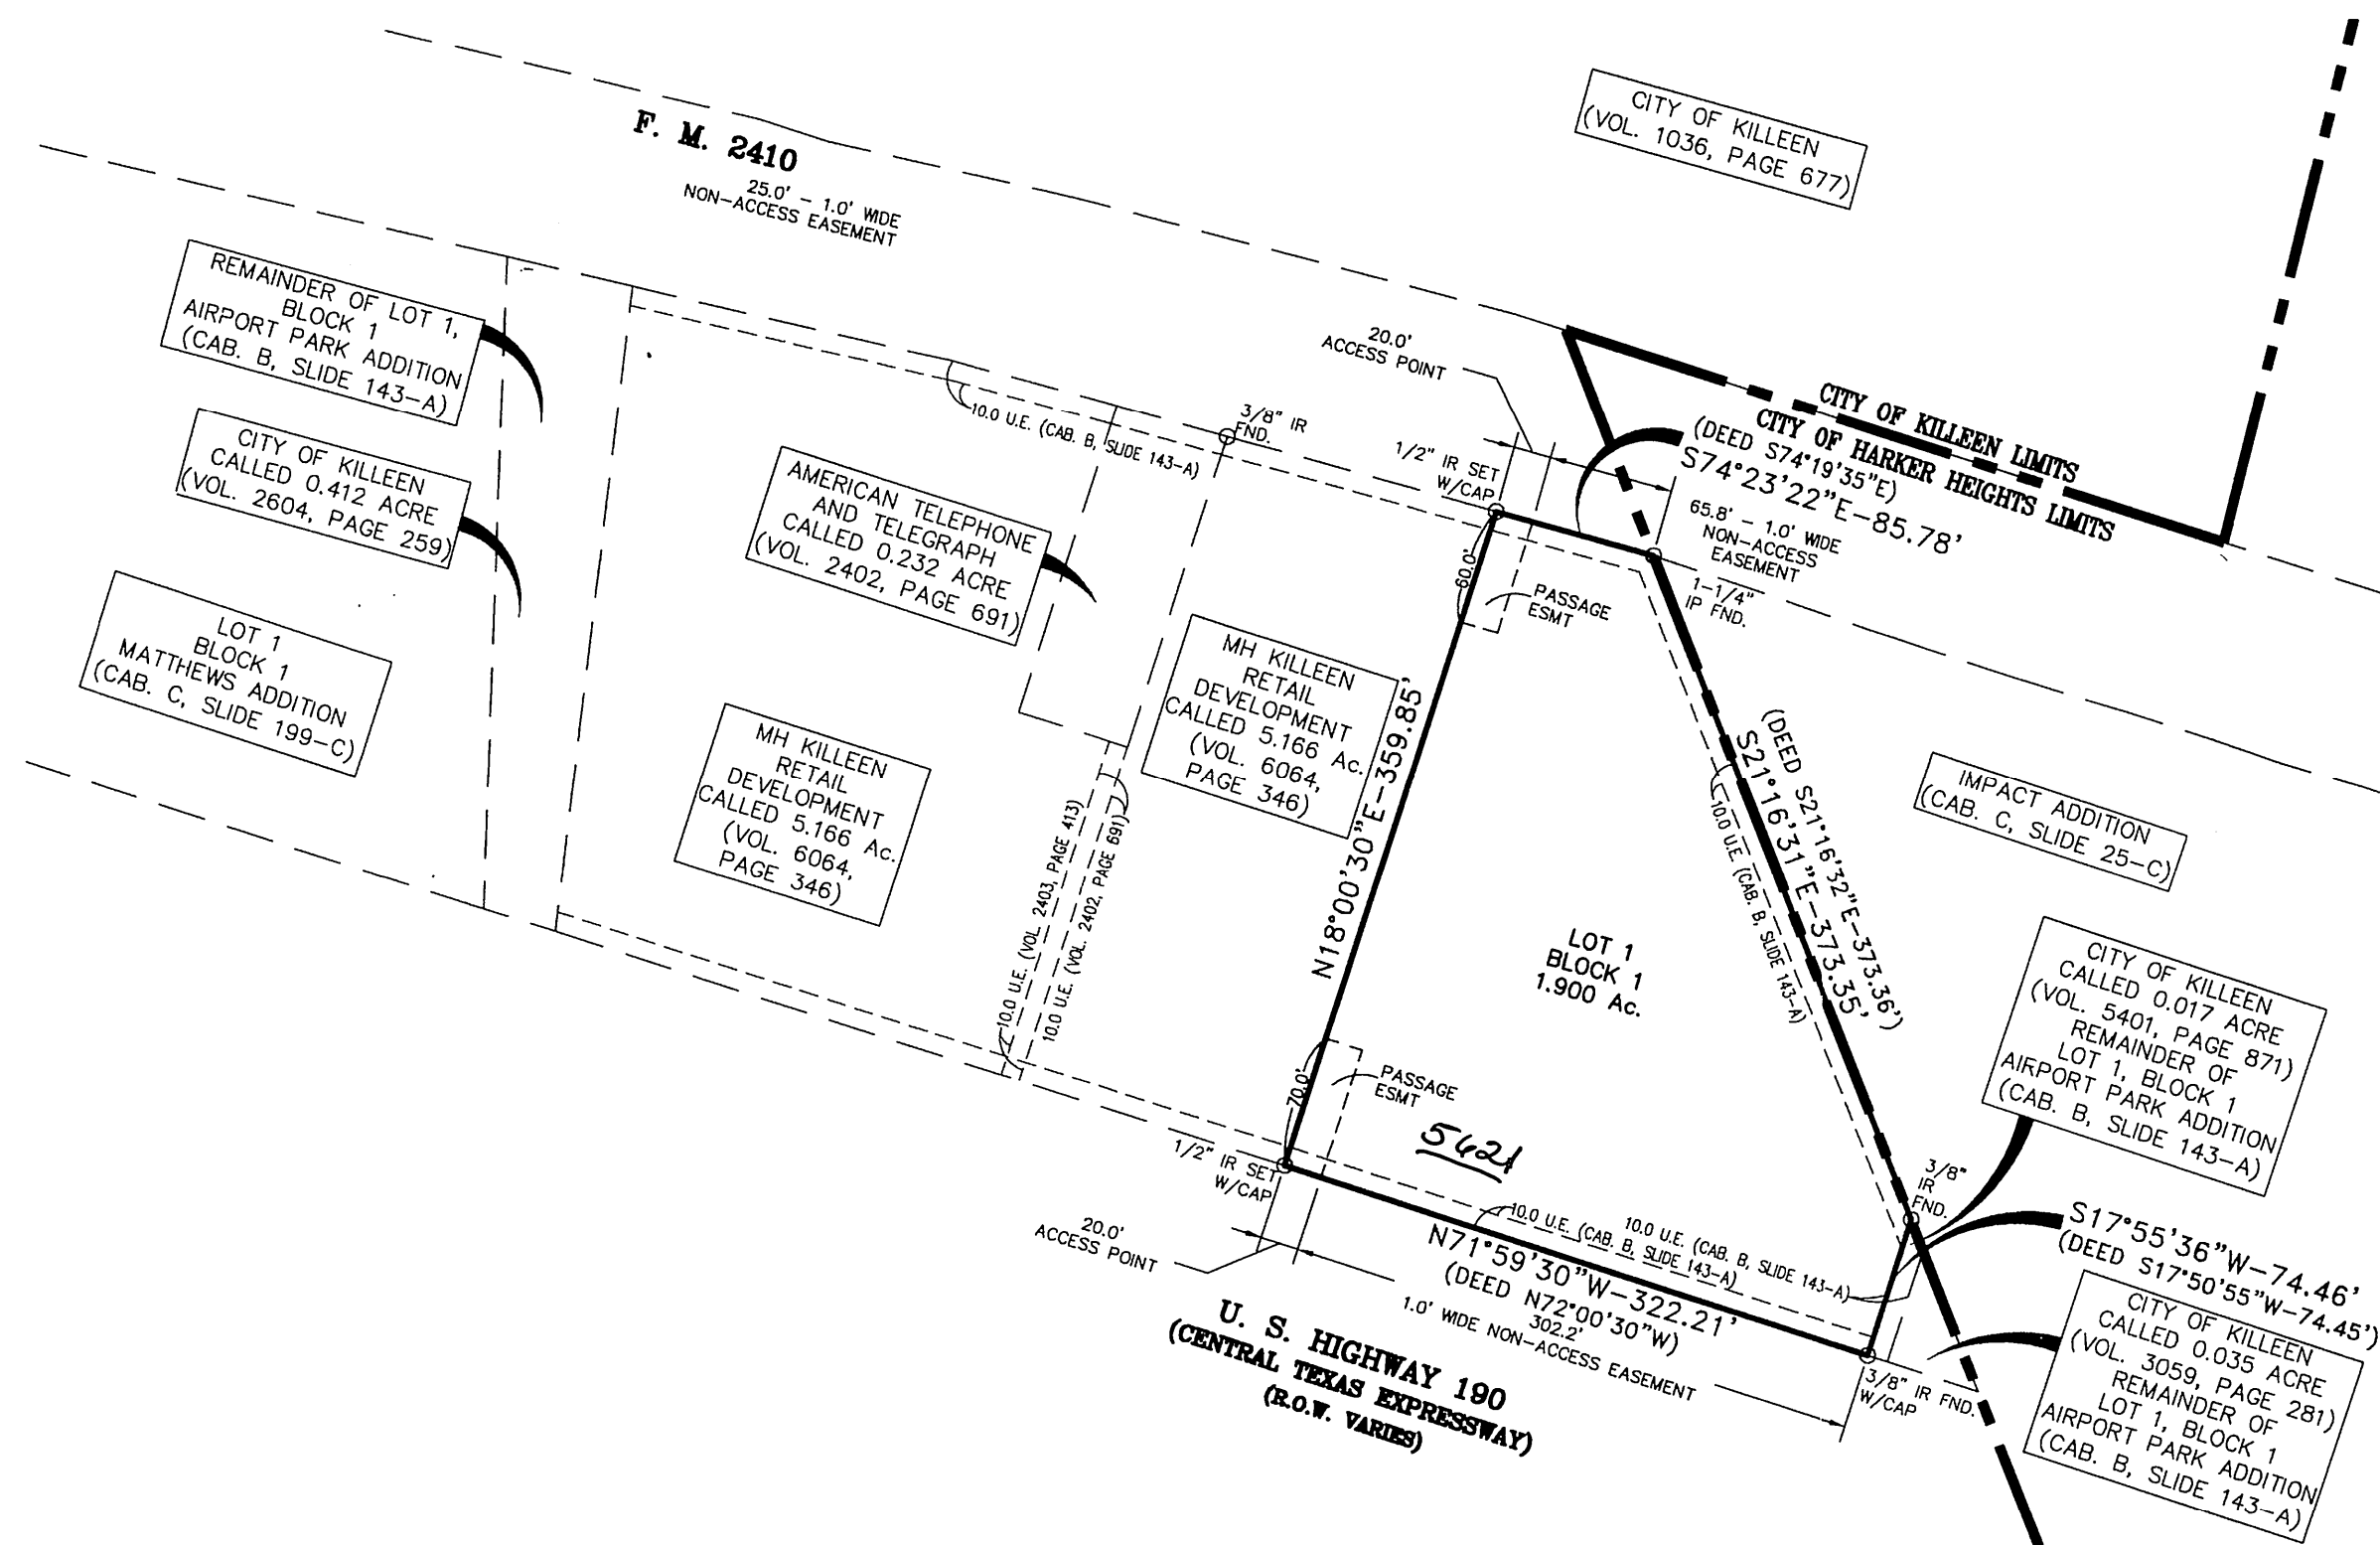 F. M. 2410
25.0' - 1.0' WIDE
NON-ACCESS EASEMENT
CITY OF KILLEEN
(VOL. 1036, PAGE 677)
REMAINDER OF LOT 1,
BLOCK 1
AIRPORT PARK ADDITION
(CAB. B, SLIDE 143-A)
CITY OF KILLEEN
CALLED 0.412 ACRE
(VOL. 2604, PAGE 259)
LOT 1
BLOCK 1
MATTHEWS ADDITION
(CAB. C, SLIDE 199-C)
10.0 U.E. (CAB. B, SLIDE 143-A)
AMERICAN TELEPHONE
AND TELEGRAPH
CALLED 0.232 ACRE
(VOL. 2402, PAGE 691)
MH KILLEEN
RETAIL
DEVELOPMENT
CALLED 5.166 Ac.
(VOL. 6064,
PAGE 346)
10.0 U.E. (VOL. 2403, PAGE 413)
10.0 U.E. (VOL. 2402, PAGE 691)
3/8" IR
FND.
MH KILLEEN
RETAIL
DEVELOPMENT
CALLED 5.166 Ac.
(VOL. 6064,
PAGE 346)
20.0'
ACCESS POINT
1/2" IR SET
W/CAP
CITY OF KILLEEN LIMITS
CITY OF HARKER HEIGHTS LIMITS
(DEED S74°19'35"E)
S74°23'22"E-85.78'
65.8' - 1.0' WIDE
NON-ACCESS
EASEMENT
1-1/4"
IP FND.
60.0'
PASSAGE
ESMT
N18°00'30"E-359.85'
(DEED S21°16'32"E-373.36')
S21°16'31"E-373.35'
10.0 U.E. (CAB. B, SLIDE 143-A)
IMPACT ADDITION
(CAB. C, SLIDE 25-C)
LOT 1
BLOCK 1
1.900 Ac.
CITY OF KILLEEN
CALLED 0.017 ACRE
(VOL. 5401, PAGE 871)
REMAINDER OF
LOT 1, BLOCK 1
AIRPORT PARK ADDITION
(CAB. B, SLIDE 143-A)
70.0'
PASSAGE
ESMT
5621
1/2" IR SET
W/CAP
20.0'
ACCESS POINT
3/8"
IR
FND.
S17°55'36"W-74.46'
(DEED S17°50'55"W-74.45')
10.0 U.E. (CAB. B, SLIDE 143-A)
10.0 U.E. (CAB. B, SLIDE 143-A)
N71°59'30"W-322.21'
(DEED N72°00'30"W)
302.2'
1.0' WIDE NON-ACCESS EASEMENT
3/8" IR FND.
W/CAP
CITY OF KILLEEN
CALLED 0.035 ACRE
(VOL. 3059, PAGE 281)
REMAINDER OF
LOT 1, BLOCK 1
AIRPORT PARK ADDITION
(CAB. B, SLIDE 143-A)
U. S. HIGHWAY 190
(CENTRAL TEXAS EXPRESSWAY)
(R.O.W. VARIES)